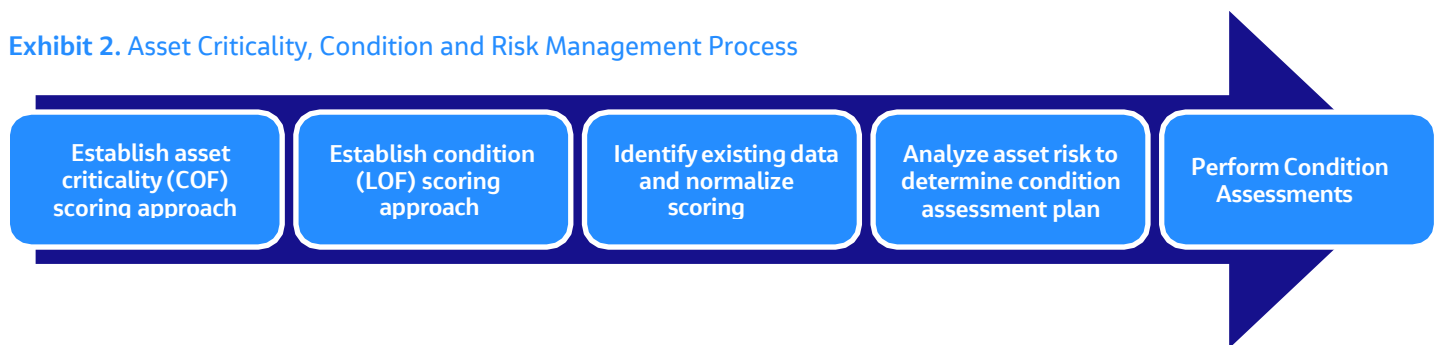 Exhibit 2. Asset Criticality, Condition and Risk Management Process
Establish asset
criticality (COF)
scoring approach
Establish condition
(LOF) scoring
approach
Identify existing data
and normalize
scoring
Analyze asset risk to
determine condition
assessment plan
Perform Condition
Assessments